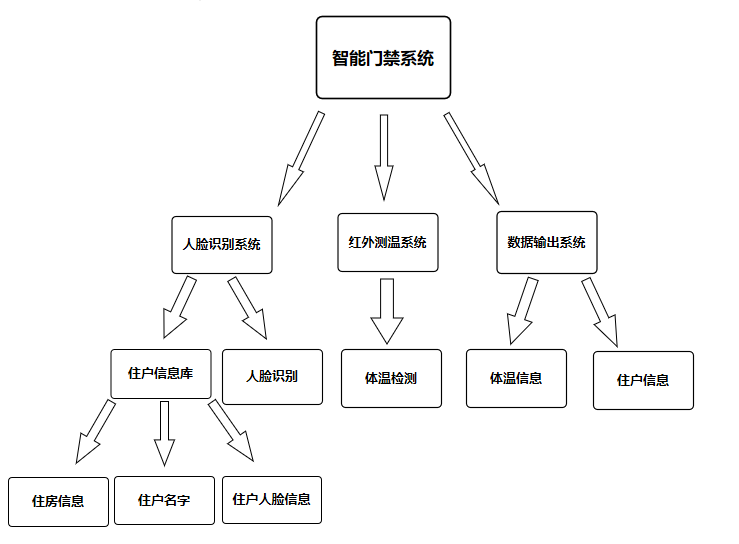 智能门禁系统
人脸识别系统
红外测温系统
数据输出系统
住户信息库
人脸识别
体温检测
体温信息
住户信息
住房信息
住户名字
住户人脸信息